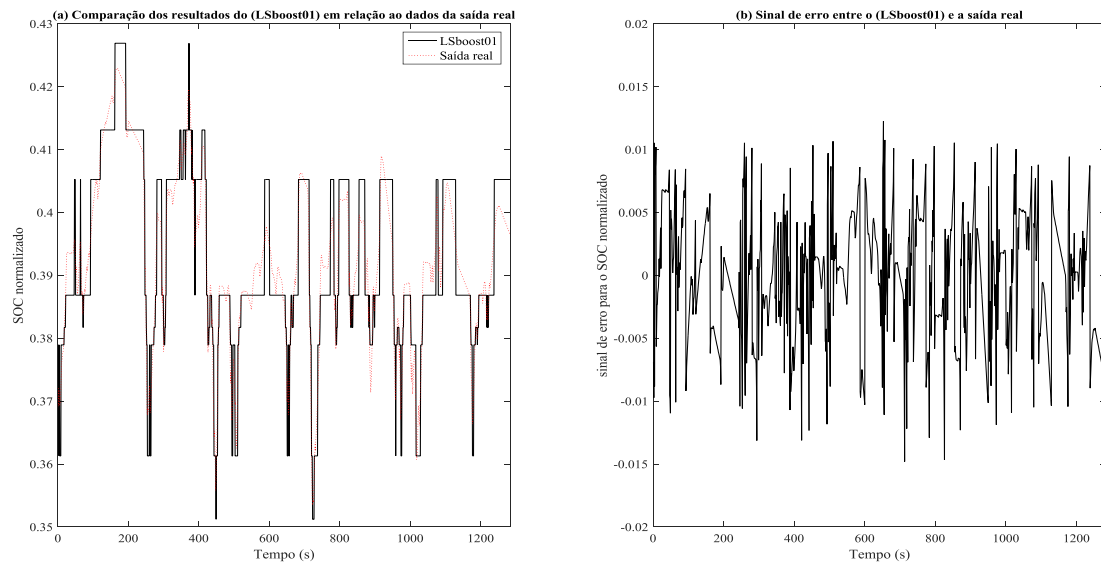 (a) Comparação dos resultados do (LSboost01) em relação ao dados da saída real
0.43
0.42
0.41
0.4
0.39
0.38
0.37
0.36
0.35
SOC normalizado
LSboost01
Saída real
0 200 400 600 800 1000 1200
Tempo (s)
(b) Sinal de erro entre o (LSboost01) e a saída real
0.02
0.015
0.01
0.005
0
-0.005
-0.01
-0.015
-0.02
sinal de erro para o SOC normalizado
0 200 400 600 800 1000 1200
Tempo (s)